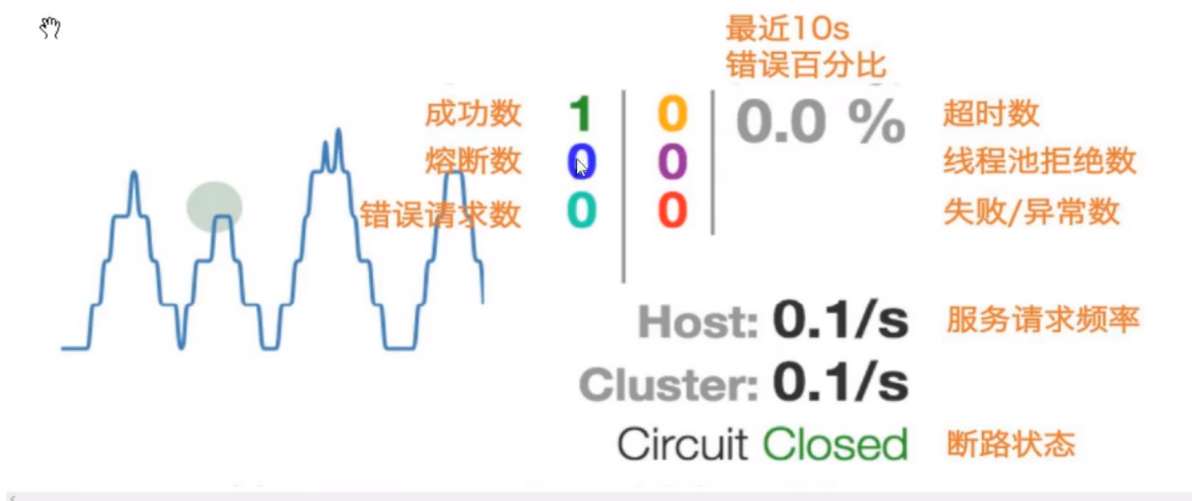 最近10s
错误百分比
成功数 1 0 0.0 % 超时数
熔断数 0 0 线程池拒绝数
错误请求数 0 0 失败/异常数
Host: 0.1/s 服务请求频率
Cluster: 0.1/s
Circuit Closed 断路状态